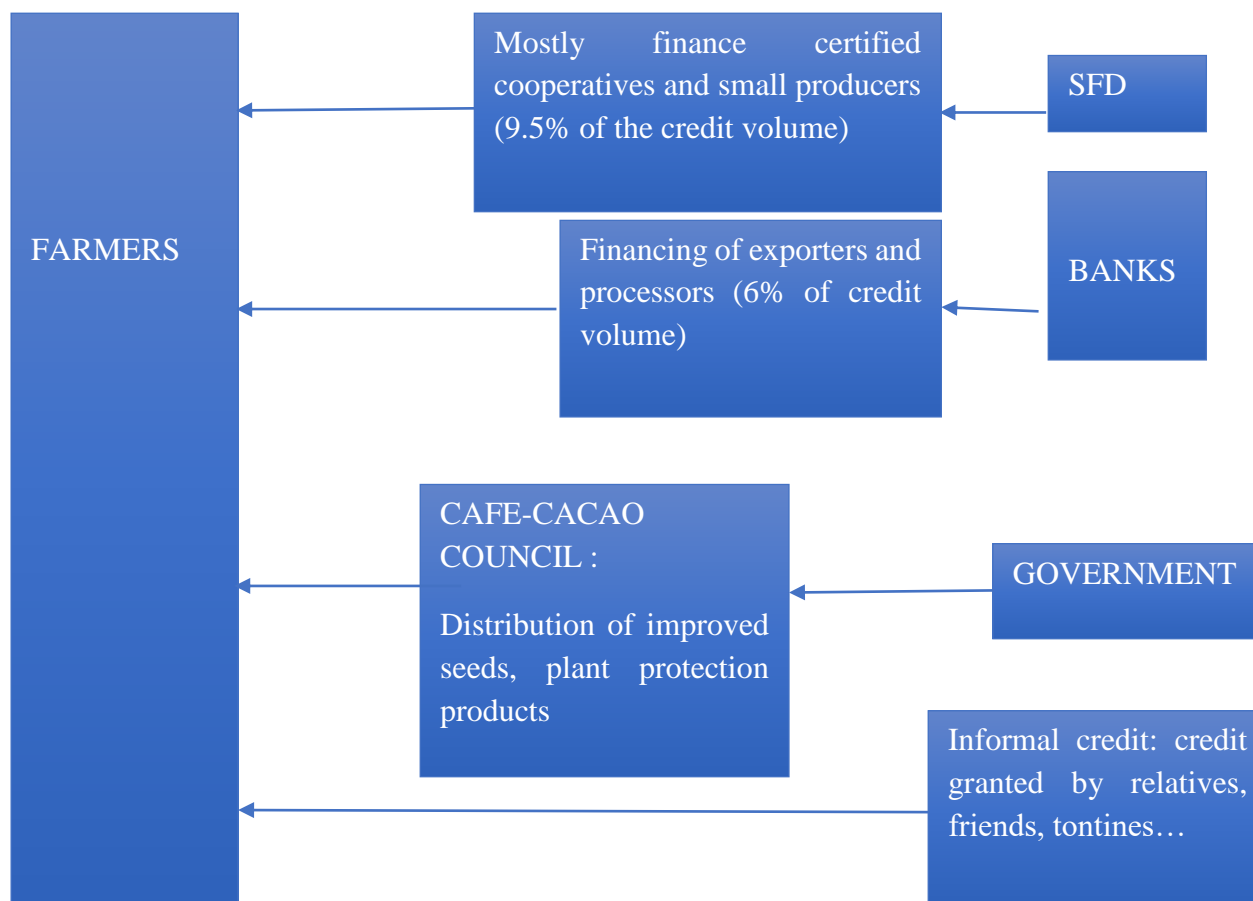 Mostly finance certified
cooperatives and small producers
(9.5% of the credit volume)
SFD
FARMERS
Financing of exporters and
processors (6% of credit
volume)
BANKS
CAFE-CACAO
COUNCIL :
Distribution of improved
seeds, plant protection
products
GOVERNMENT
Informal credit: credit
granted by relatives,
friends, tontines…